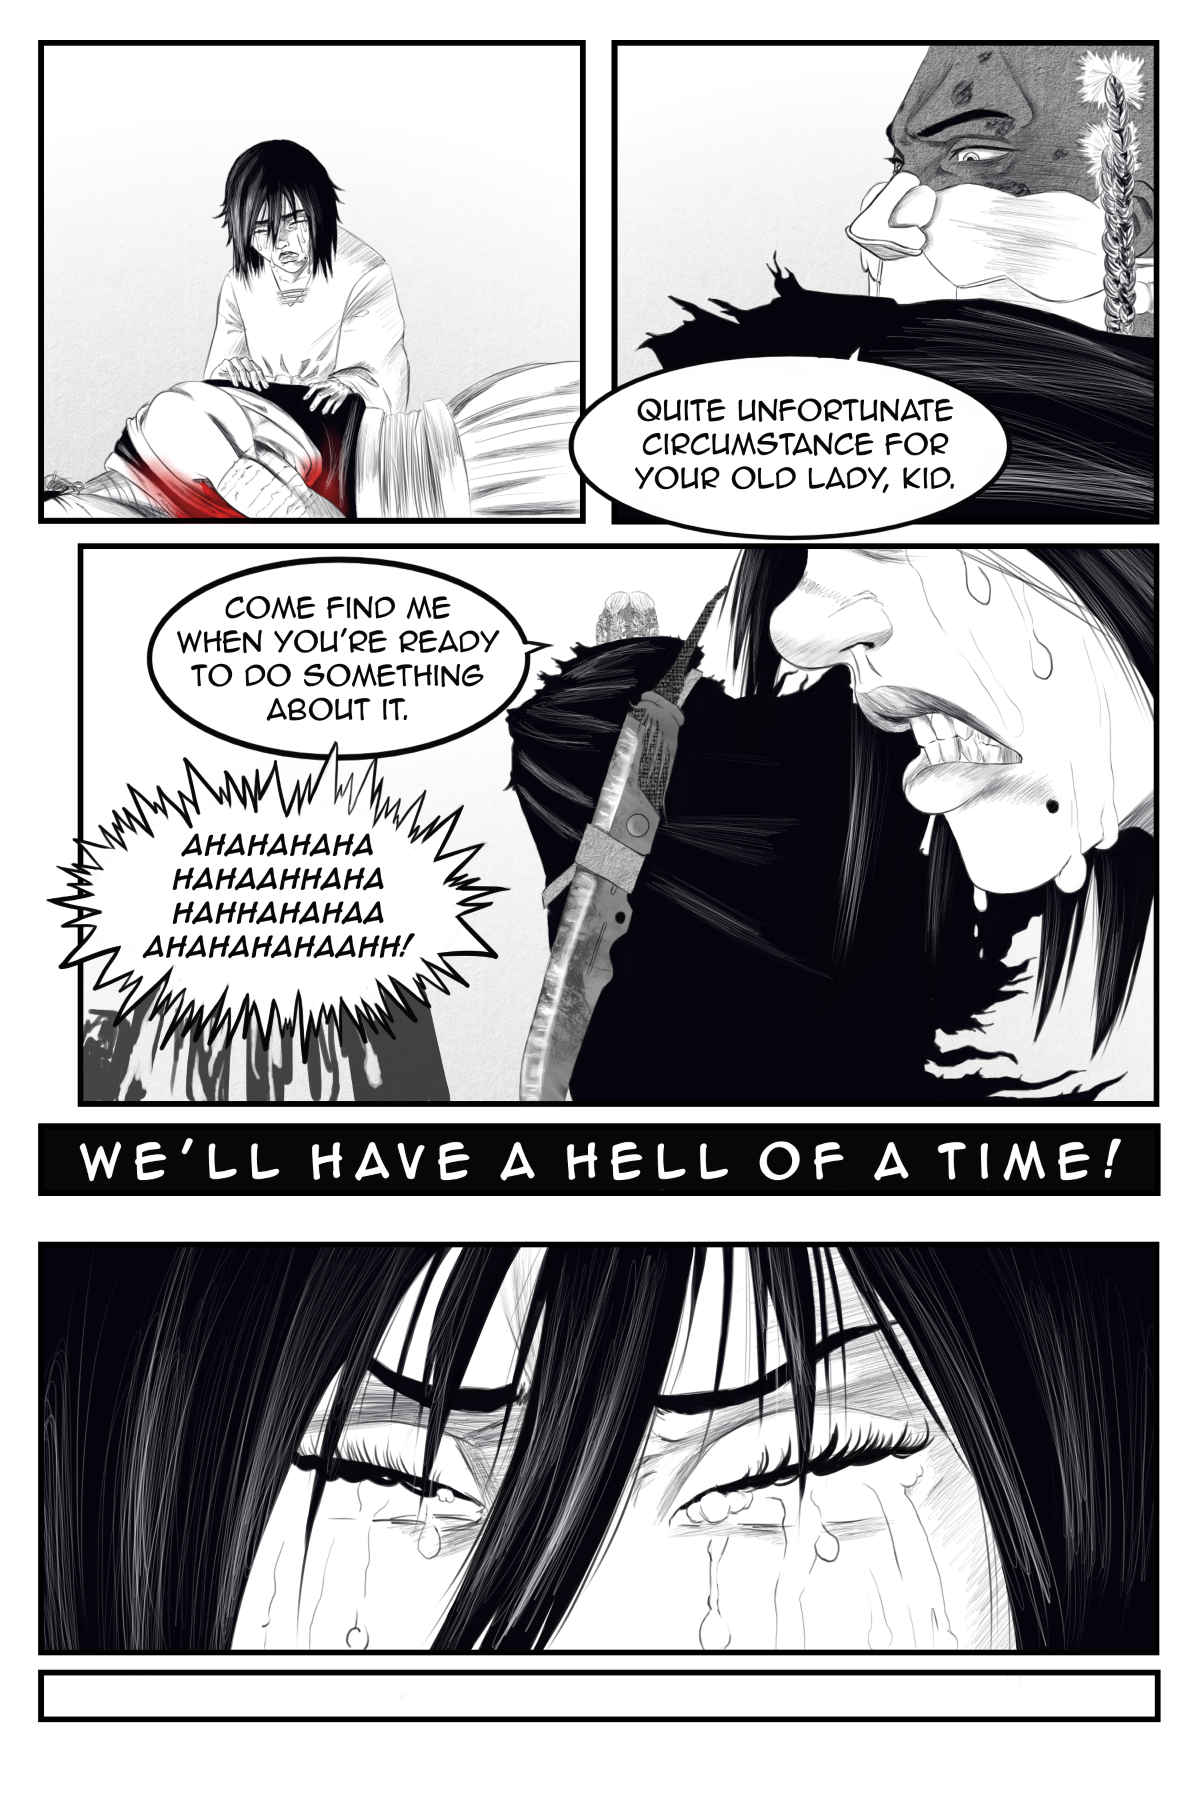 QUITE UNFORTUNATE
CIRCUMSTANCE FOR
YOUR OLD LADY, KID.
COME FIND ME
WHEN YOU'RE READY
TO DO SOMETHING
ABOUT IT.
AHAHAHAHA
HAHAAHHAHA
HAHHAHAHAA
AHAHAHAHAAHH!
WE'LL HAVE A HELL OF A TIME!